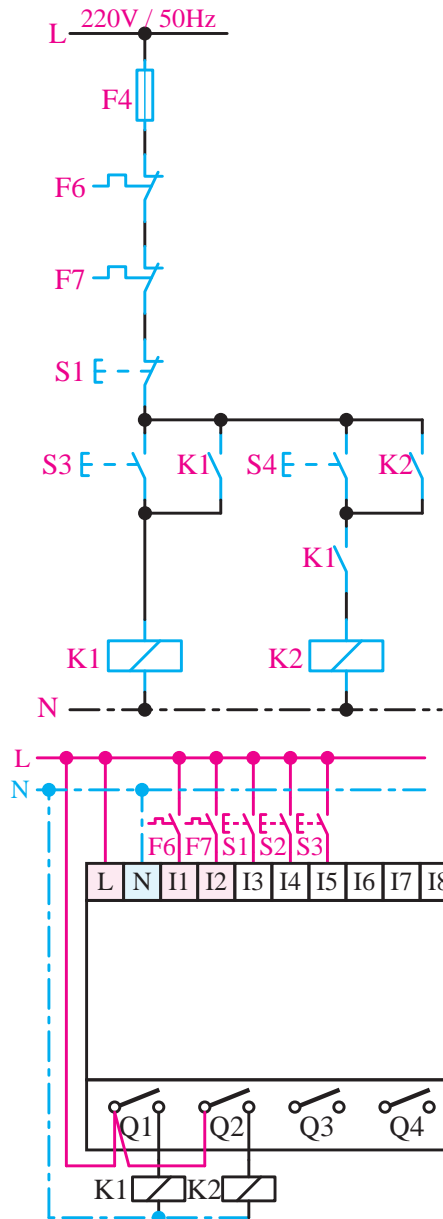 220V / 50Hz
L
F4
F6
F7
S1
S3 K1 S4 K2
K1
K1 K2
N
L
N
F6 F7 S1 S2 S3
L N I1 I2 I3 I4 I5 I6 I7 I8
Q1 Q2 Q3 Q4
K1 K2